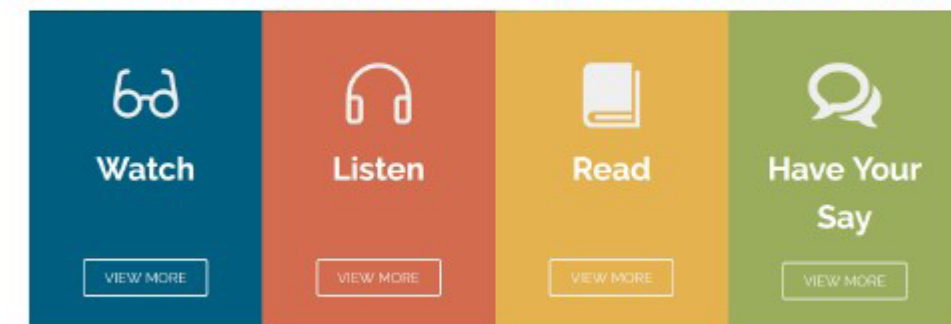 Watch
Listen
Read
Have Your
Say
VIEW MORE
VIEW MORE
VIEW MORE
VIEW MORE